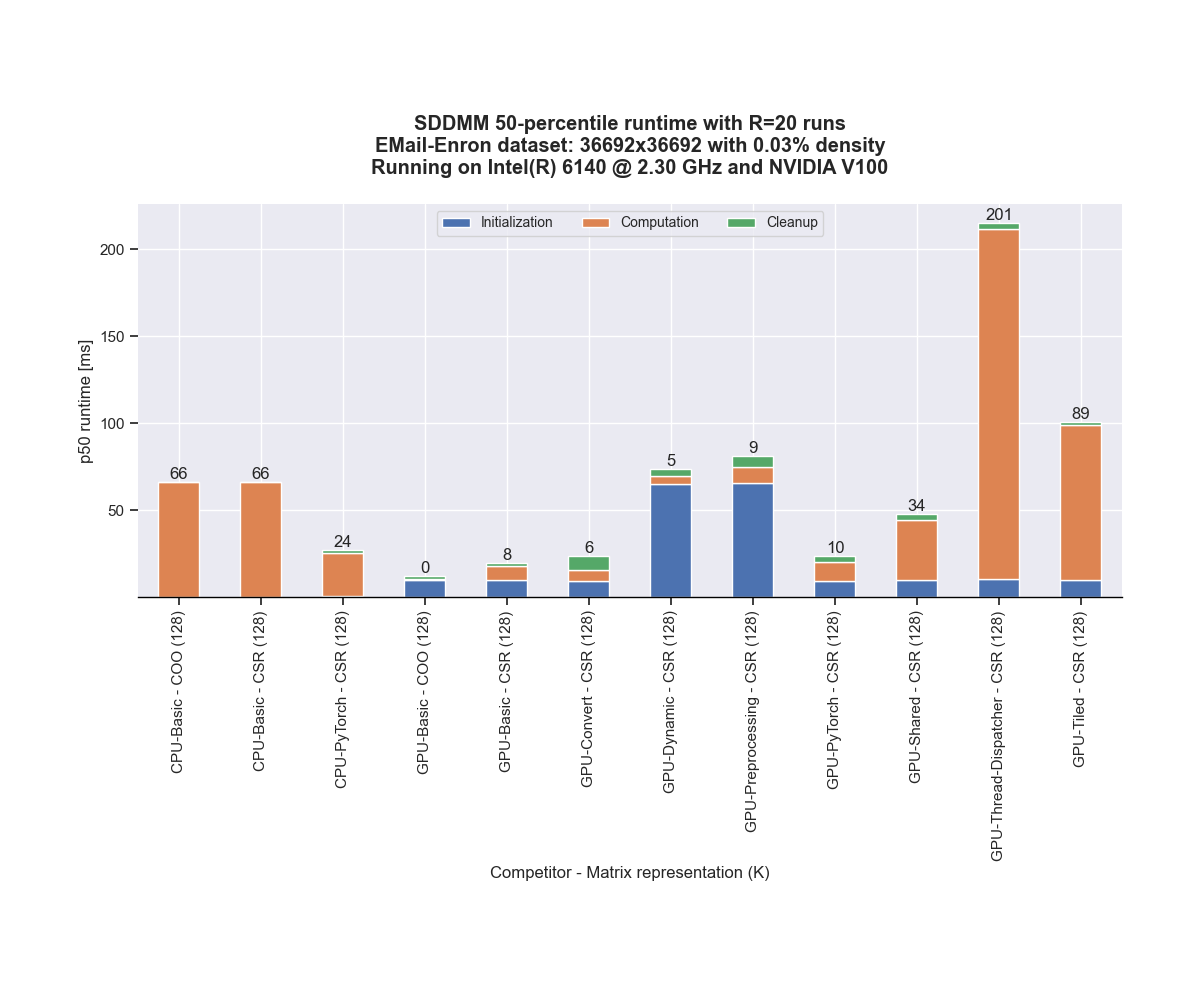 SDDMM 50-percentile runtime with R=20 runs
EMail-Enron dataset: 36692x36692 with 0.03% density
Running on Intel(R) 6140 @ 2.30 GHz and NVIDIA V100
Initialization
Computation
Cleanup
p50 runtime [ms]
200
150
100
50
66
66
24
0
8
6
5
9
10
34
201
89
CPU-Basic - COO (128)
CPU-Basic - CSR (128)
CPU-PyTorch - CSR (128)
GPU-Basic - COO (128)
GPU-Basic - CSR (128)
GPU-Convert - CSR (128)
GPU-Dynamic - CSR (128)
GPU-Preprocessing - CSR (128)
GPU-PyTorch - CSR (128)
GPU-Shared - CSR (128)
GPU-Thread-Dispatcher - CSR (128)
GPU-Tiled - CSR (128)
Competitor - Matrix representation (K)